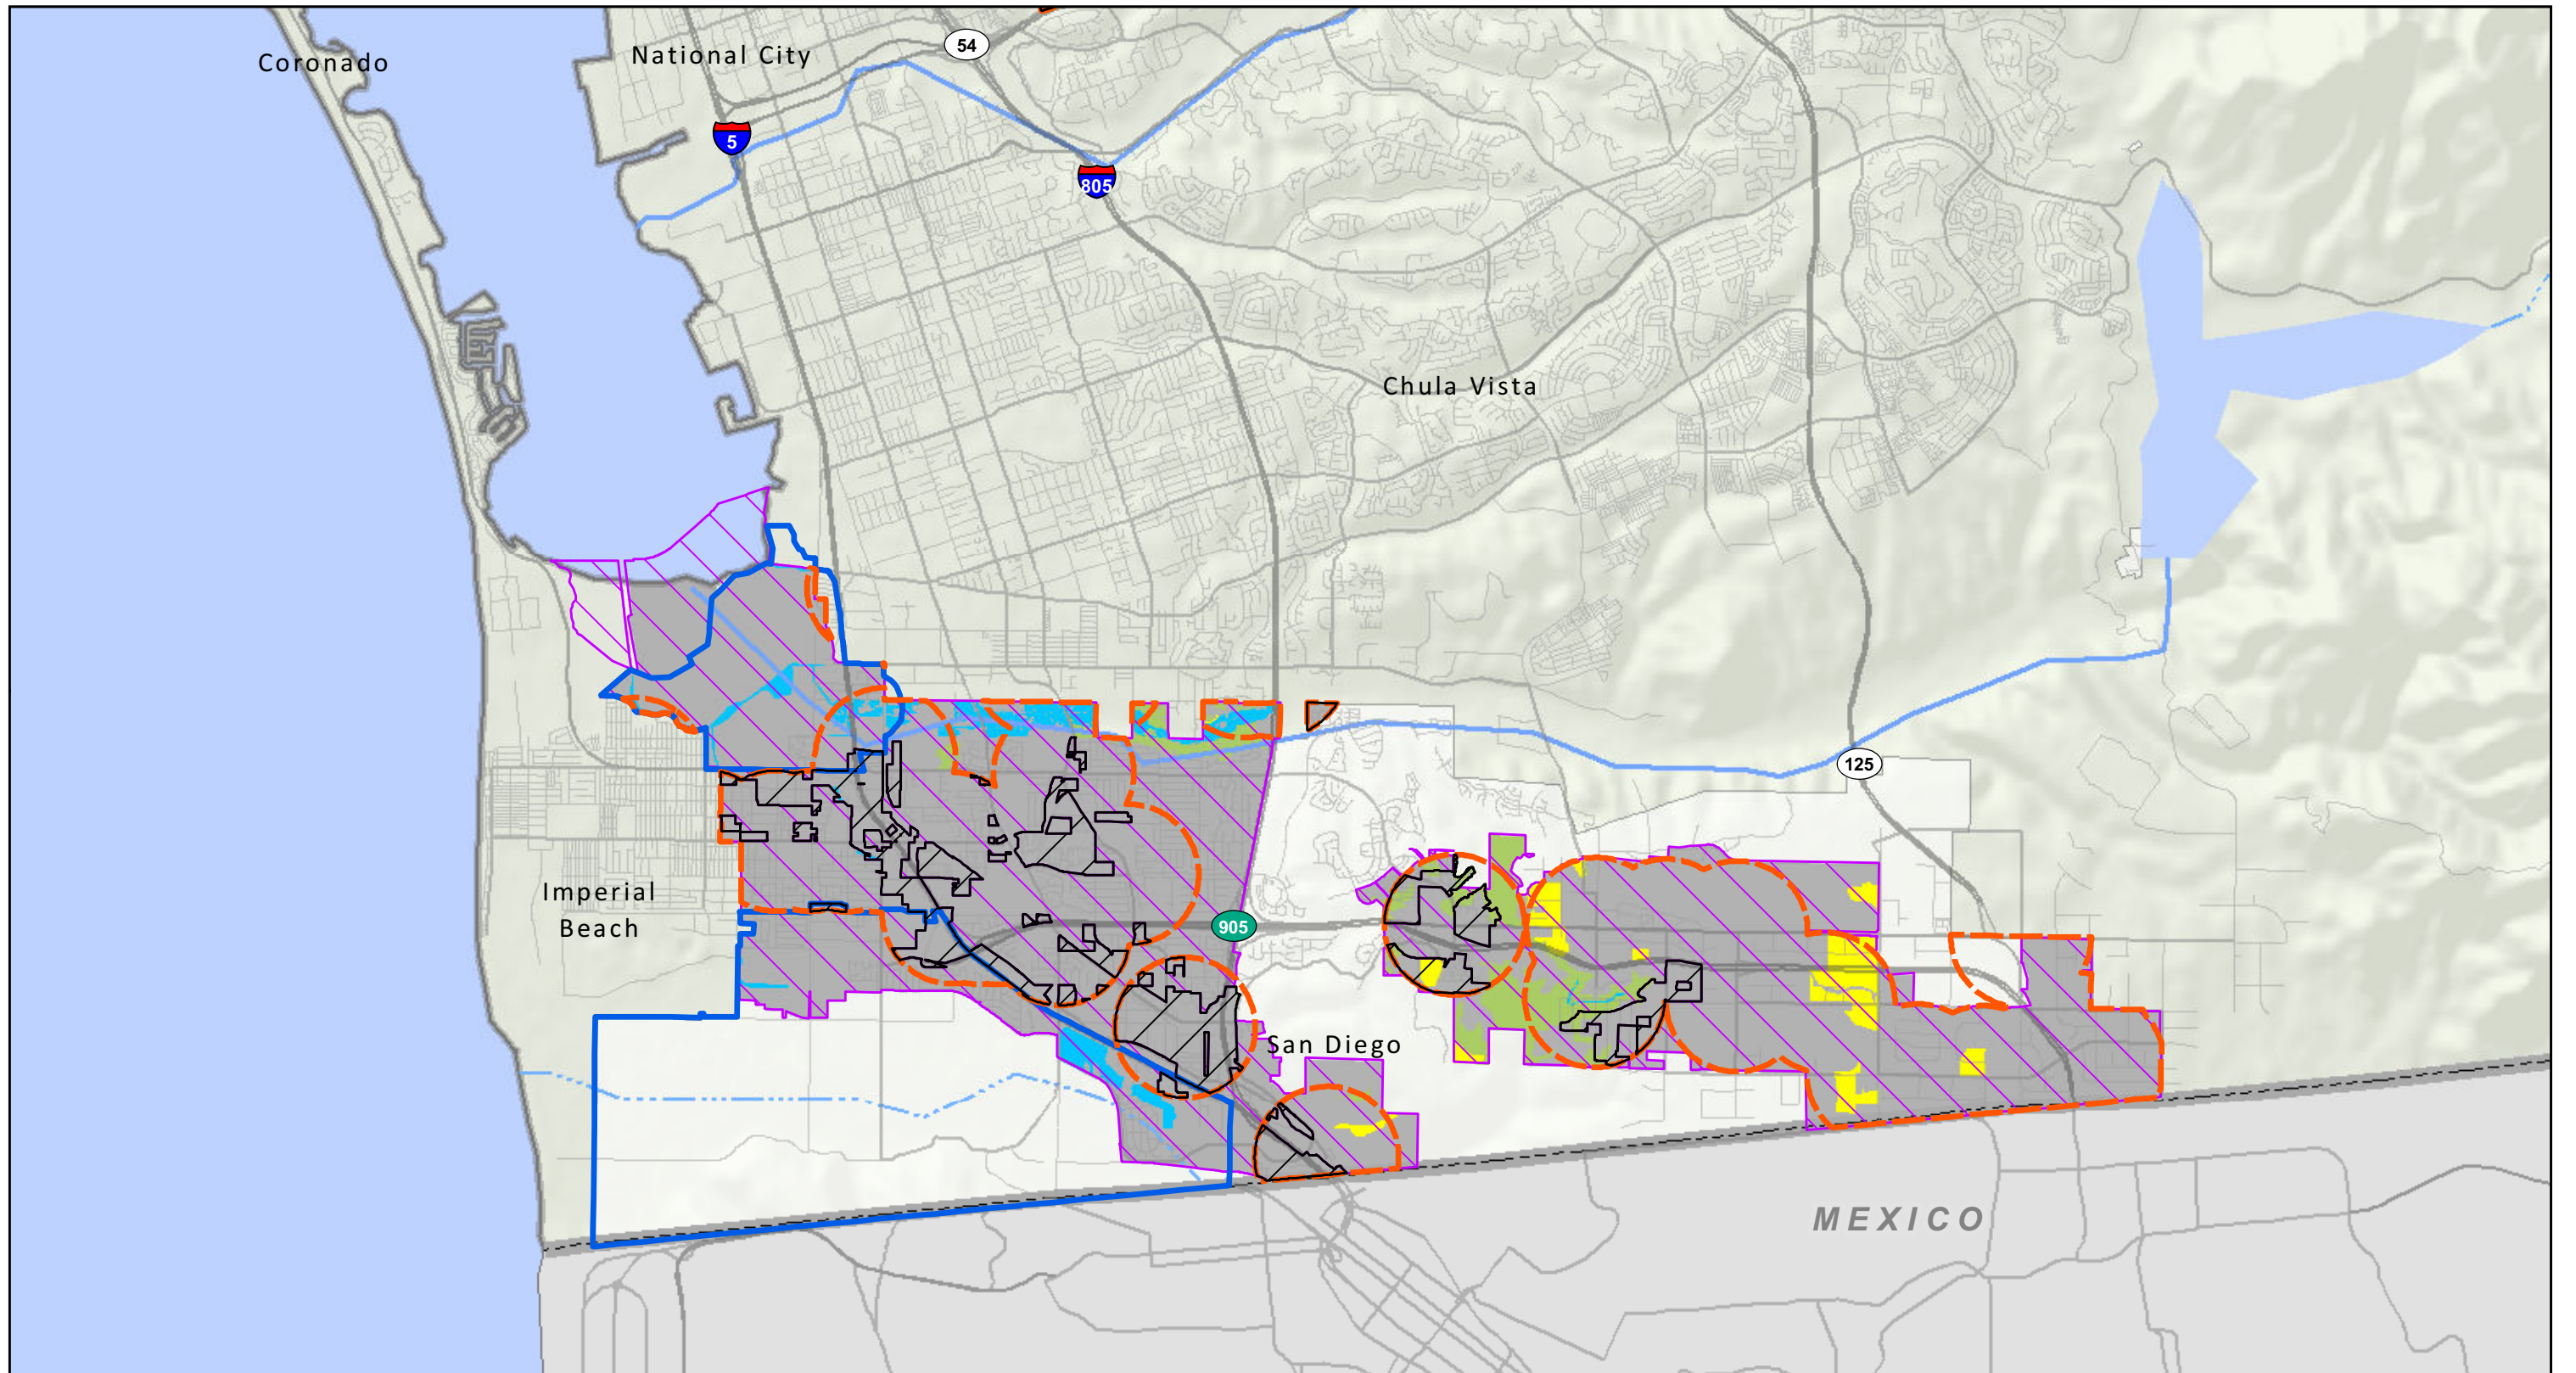 54
Coronado
National City
5
805
Chula Vista
125
Imperial
Beach
905
San Diego
MEXICO